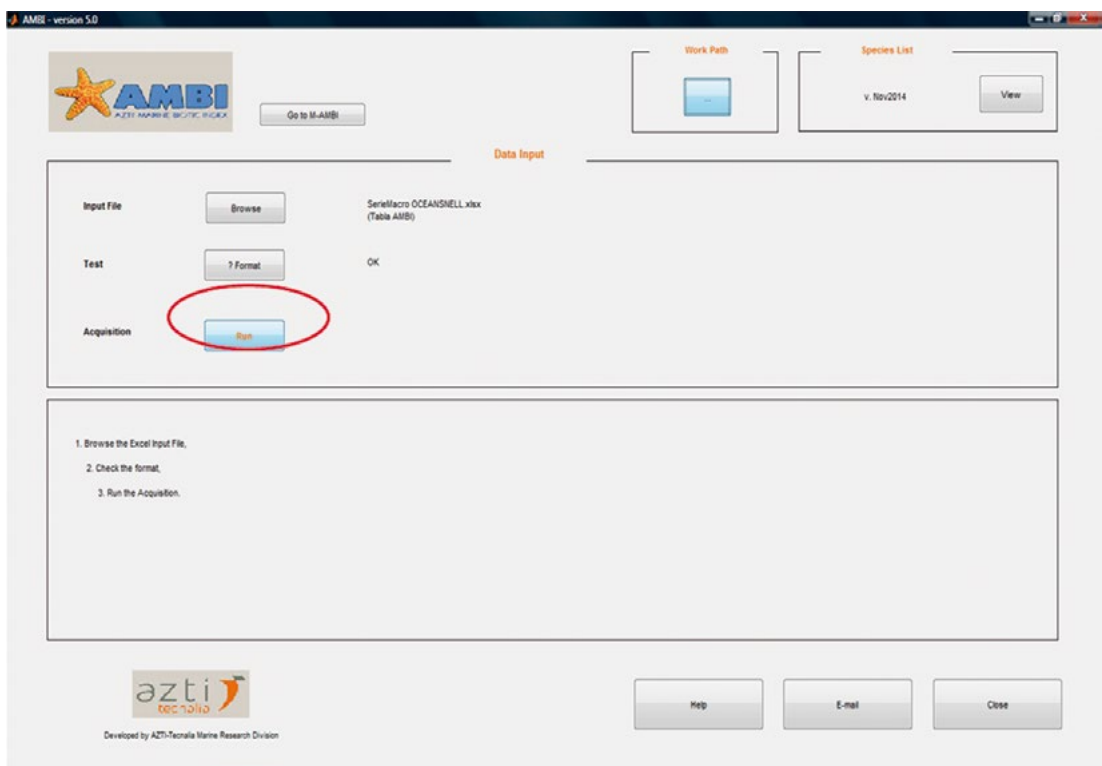 AMBI - version 5.0
AMBI
AZTI MARINE BIOTIC INDEX
Go to M-AMBI
Work Path
...
Species List
v. Nov2014
View
Data Input
Input File
Browse
SerieMacro OCEANSNELL.xlsx
(Tabla AMBI)
Test
? Format
OK
Acquisition
Run
1. Browse the Excel Input File,
2. Check the format,
3. Run the Acquisition.
azti
tecnalia
Developed by AZTI-Tecnalia Marine Research Division
Help
E-mail
Close